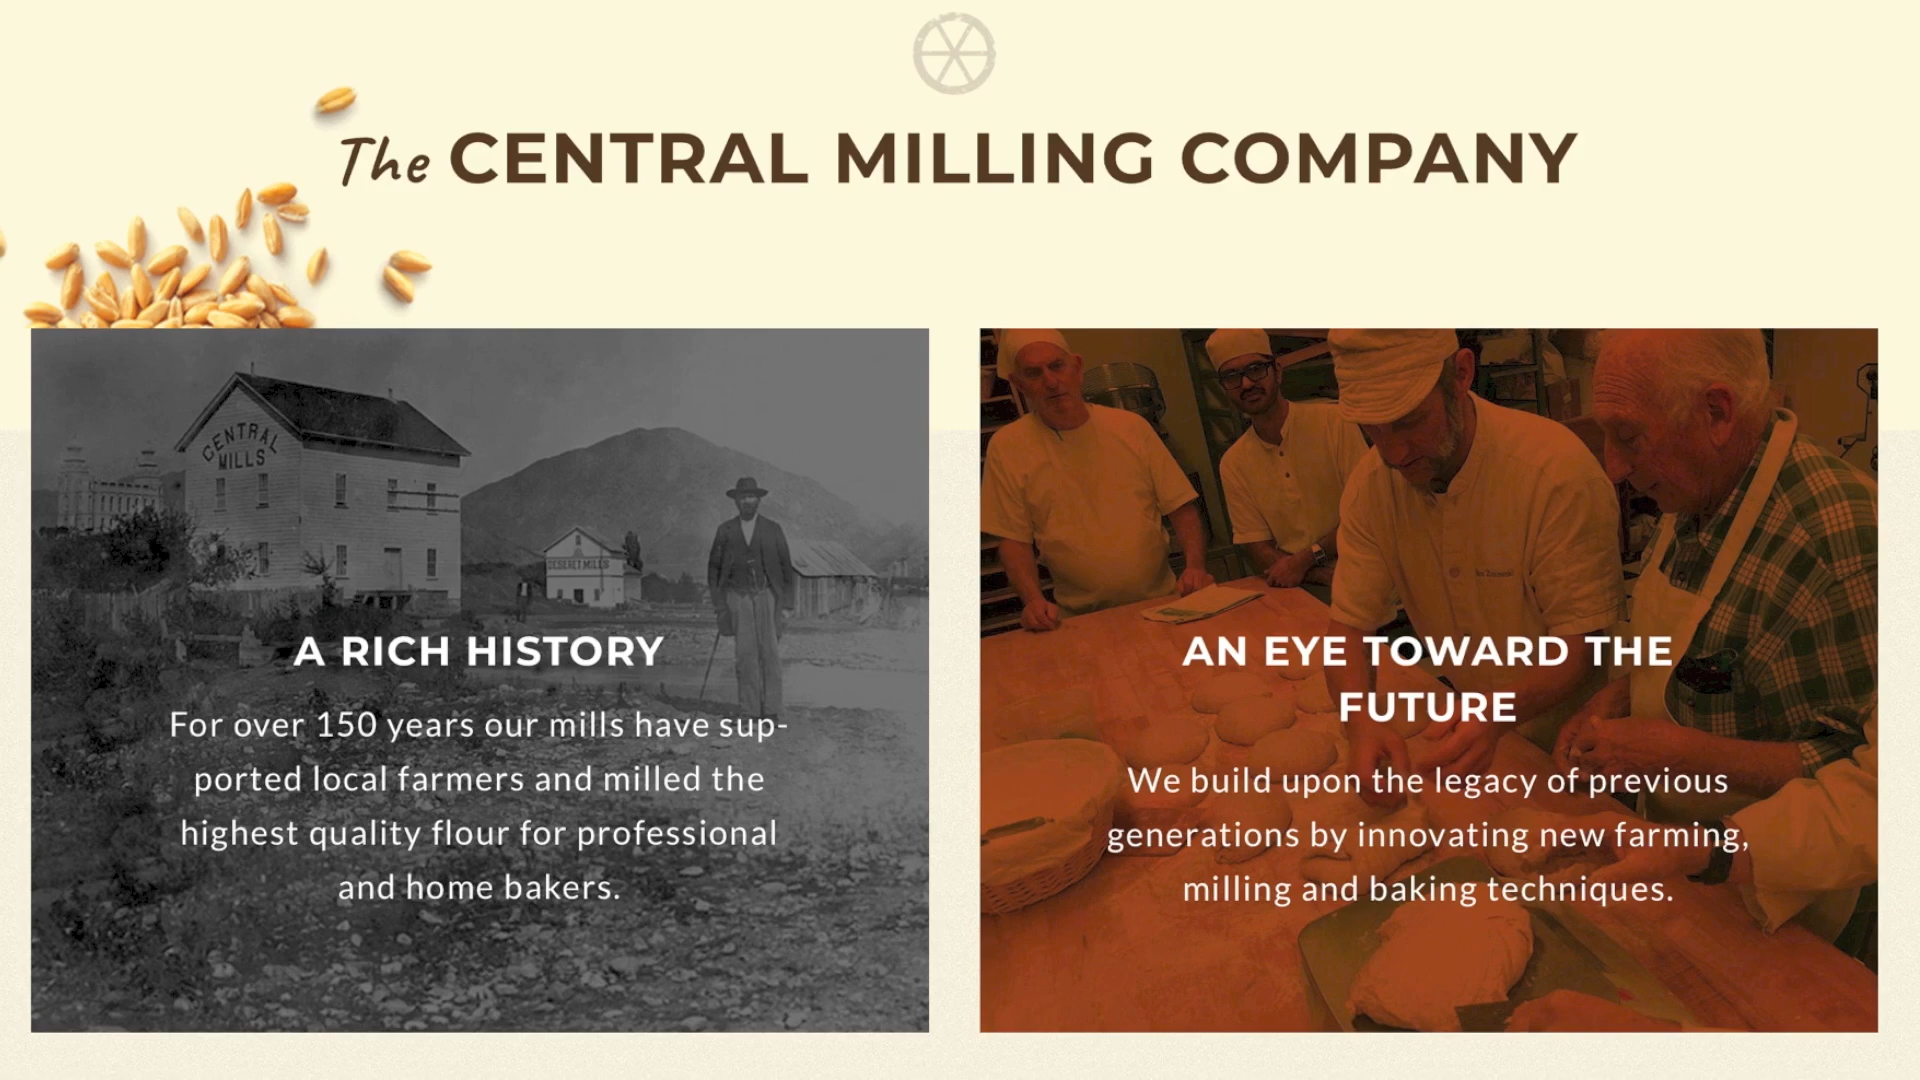 The CENTRAL MILLING COMPANY
CENTRAL
MILLS
DESERET MILLS
A RICH HISTORY
For over 150 years our mills have sup-
ported local farmers and milled the
highest quality flour for professional
and home bakers.
AN EYE TOWARD THE
FUTURE
We build upon the legacy of previous
generations by innovating new farming,
milling and baking techniques.